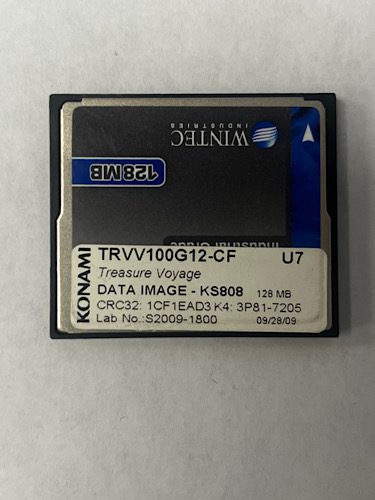 WINTEC
INDUSTRIES
128 MB
Industrial Grade
KONAMI
TRVV100G12-CF U7
Treasure Voyage
DATA IMAGE - KS808 128 MB
CRC32: 1CF1EAD3 K4: 3P81-7205
Lab No.:S2009-1800 09/28/09